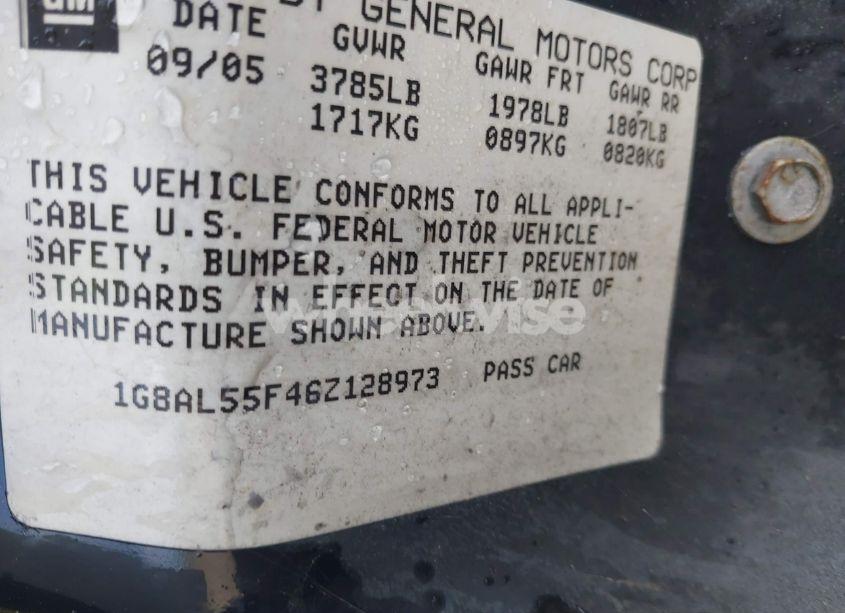 GM
BY GENERAL MOTORS CORP
DATE GVWR GAWR FRT GAWR RR
09/05 3785LB 1978LB 1807LB
1717KG 0897KG 0820KG
THIS VEHICLE CONFORMS TO ALL APPLI-
CABLE U.S. FEDERAL MOTOR VEHICLE
SAFETY, BUMPER, AND THEFT PREVENTION
STANDARDS IN EFFECT ON THE DATE OF
MANUFACTURE SHOWN ABOVE.
1G8AL55F46Z128973 PASS CAR